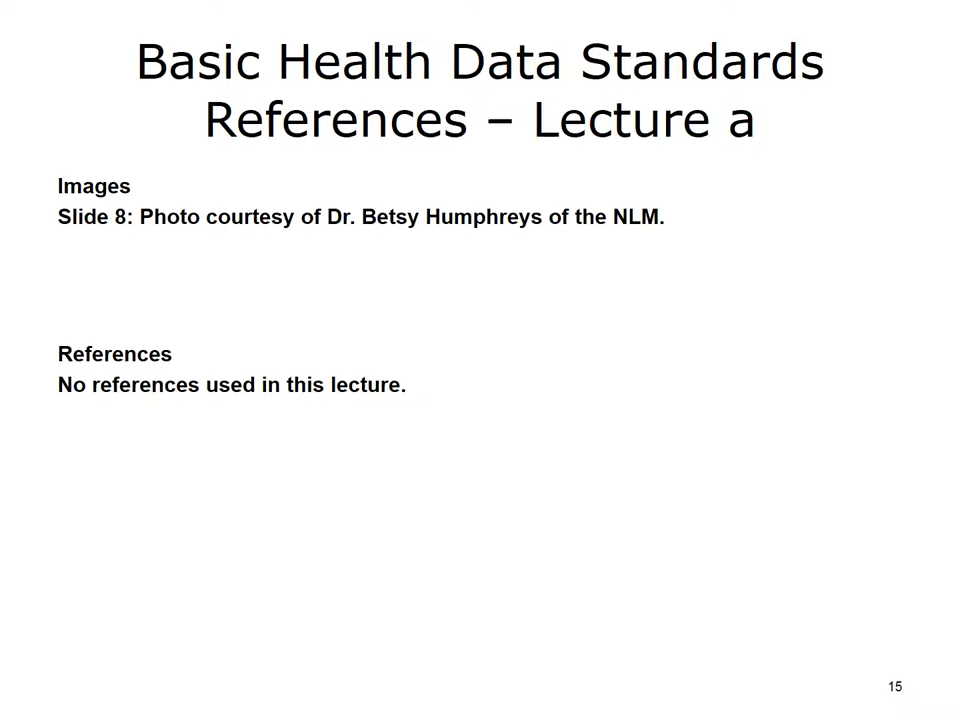 Basic Health Data Standards
References – Lecture a
Images
Slide 8: Photo courtesy of Dr. Betsy Humphreys of the NLM.
References
No references used in this lecture.
15